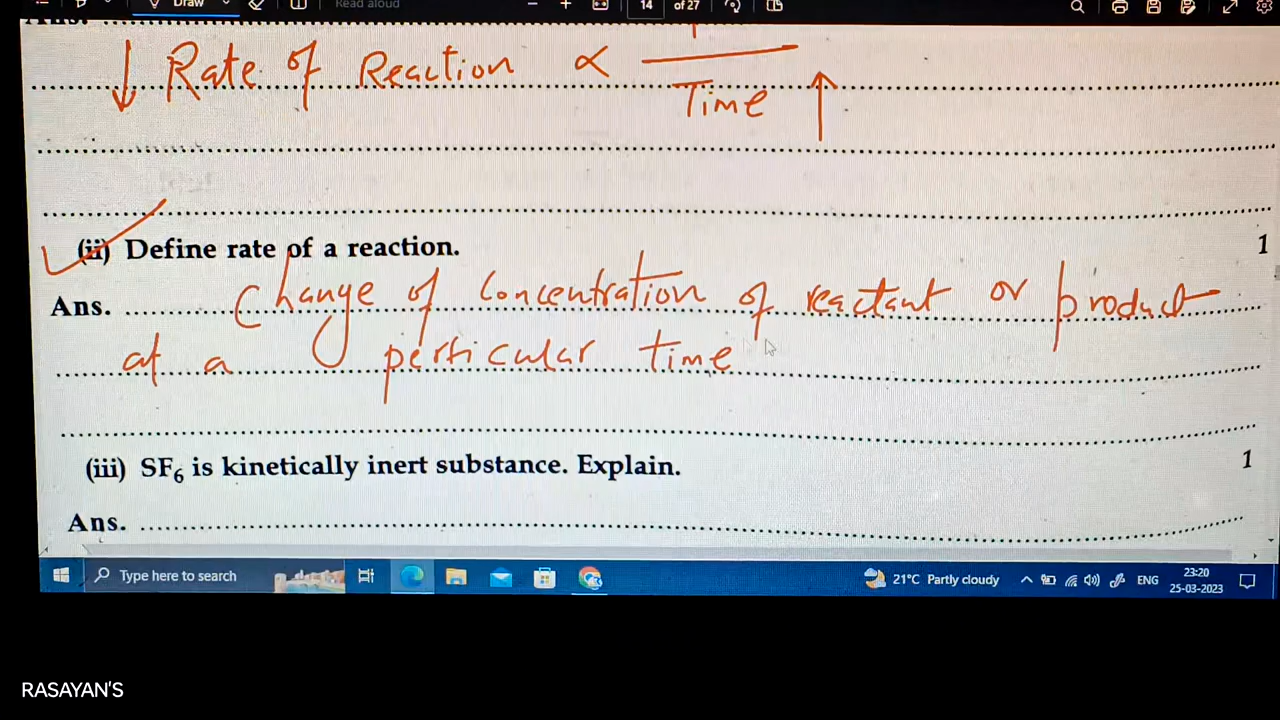 Draw
Read aloud
14 of 27
↓ Rate of Reaction ∝ 1/Time ↑
(ii) Define rate of a reaction. 1
Ans. Change of concentration of reactant or product
at a perticular time
(iii) SF₆ is kinetically inert substance. Explain. 1
Ans.
Type here to search
21°C Partly cloudy
ENG
23:20
25-03-2023
RASAYAN'S